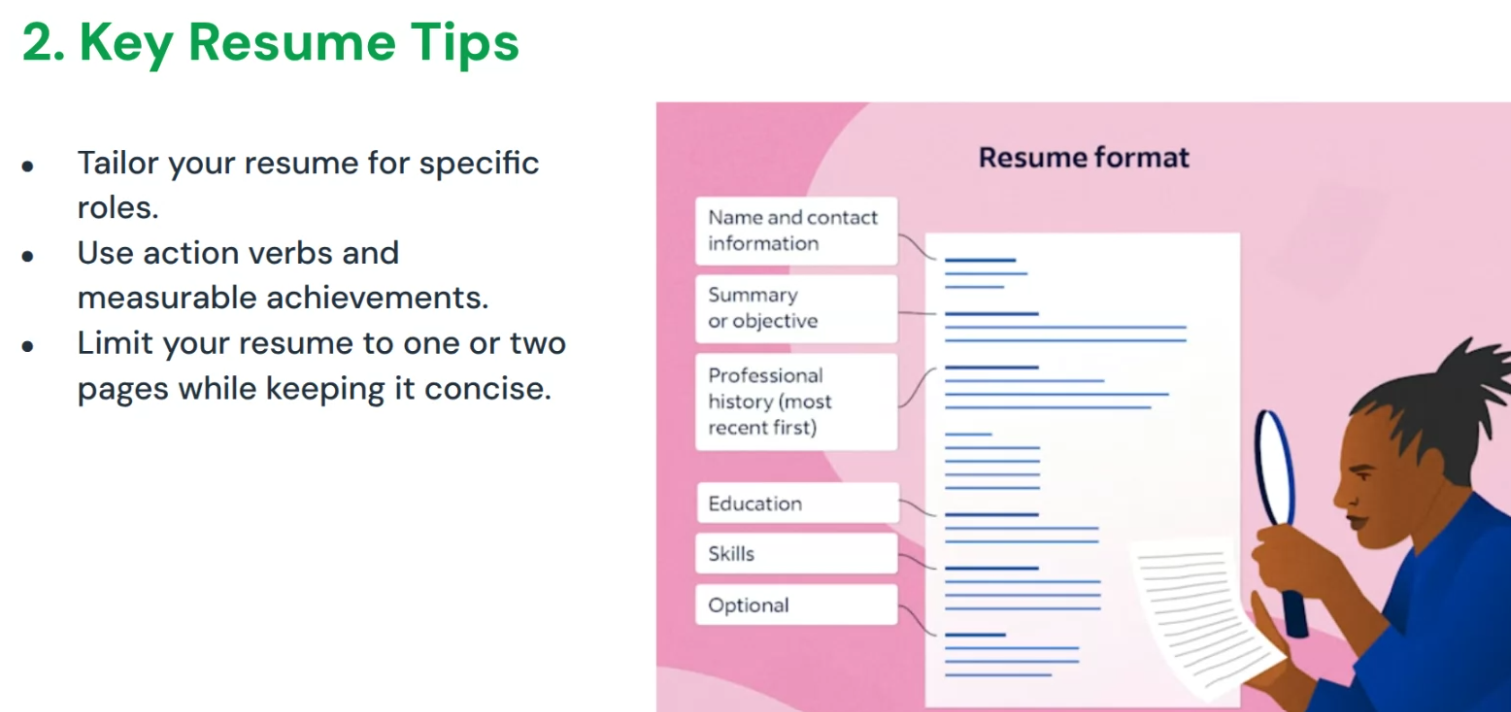 2. Key Resume Tips
● Tailor your resume for specific
roles.
● Use action verbs and
measurable achievements.
● Limit your resume to one or two
pages while keeping it concise.
Resume format
Name and contact
information
Summary
or objective
Professional
history (most
recent first)
Education
Skills
Optional